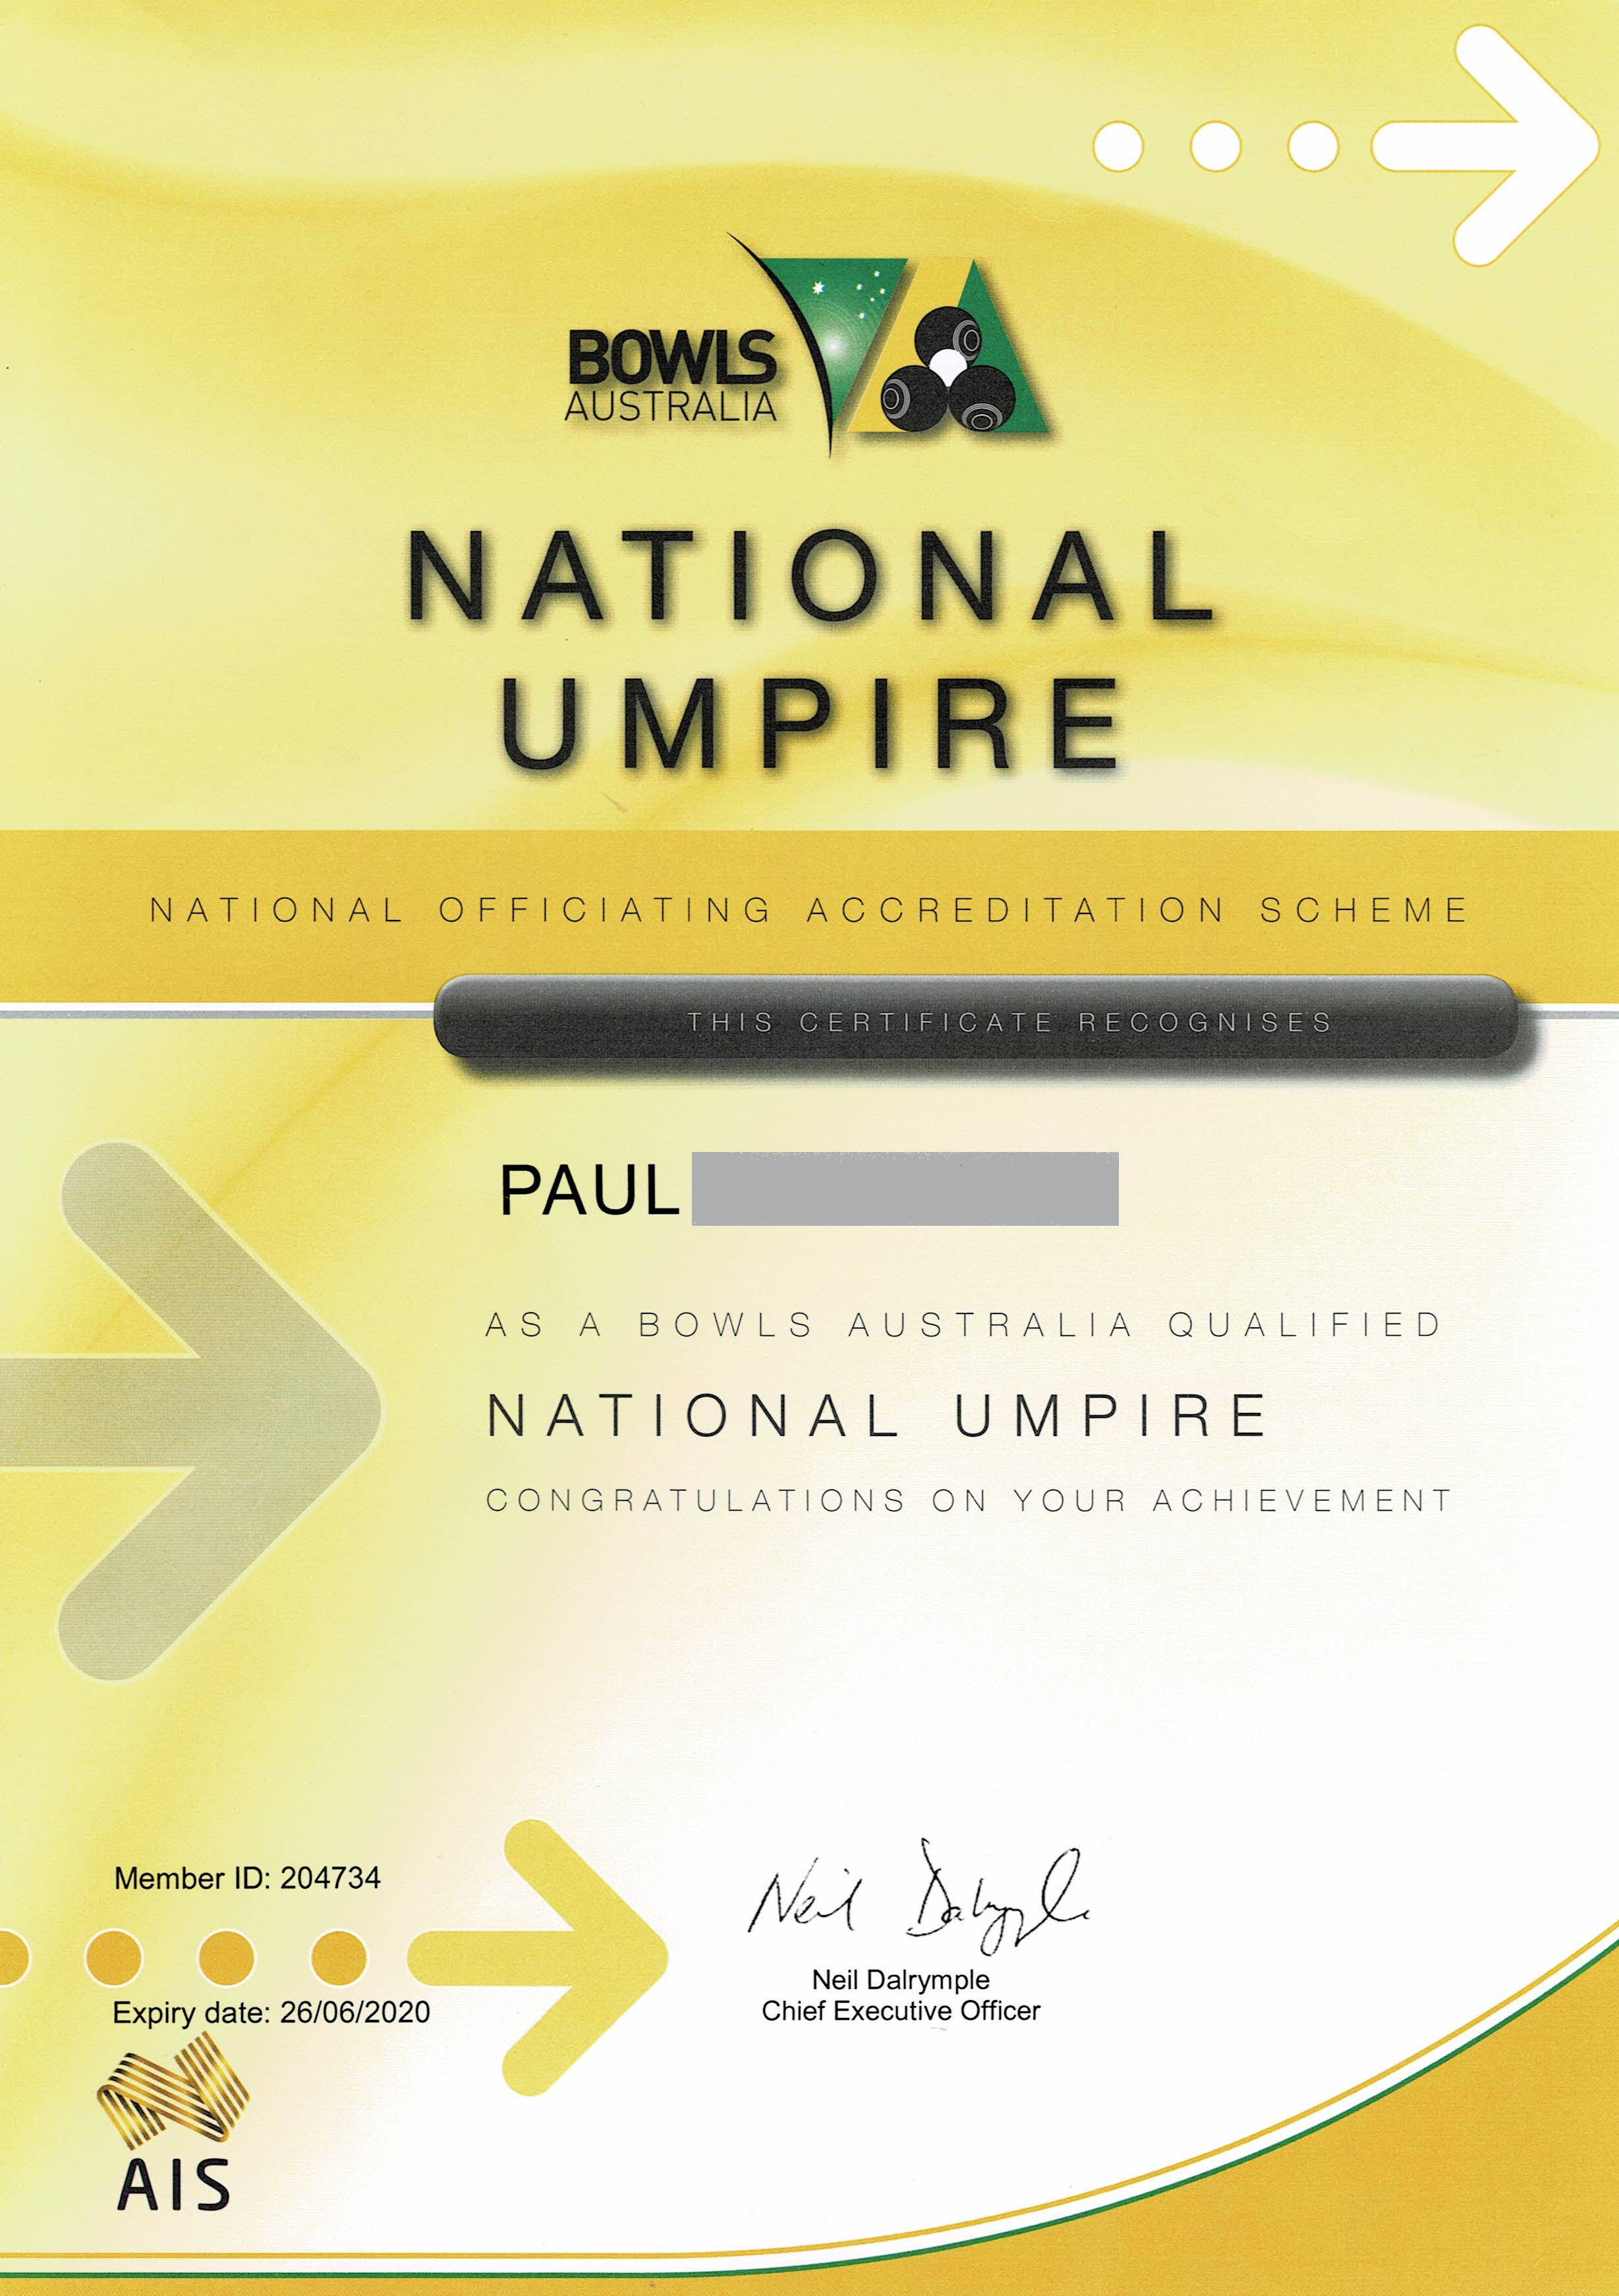 BOWLS
AUSTRALIA
NATIONAL
UMPIRE
NATIONAL OFFICIATING ACCREDITATION SCHEME
THIS CERTIFICATE RECOGNISES
PAUL
AS A BOWLS AUSTRALIA QUALIFIED
NATIONAL UMPIRE
CONGRATULATIONS ON YOUR ACHIEVEMENT
Member ID: 204734
Expiry date: 26/06/2020
Neil Dalrymple
Neil Dalrymple
Chief Executive Officer
AIS